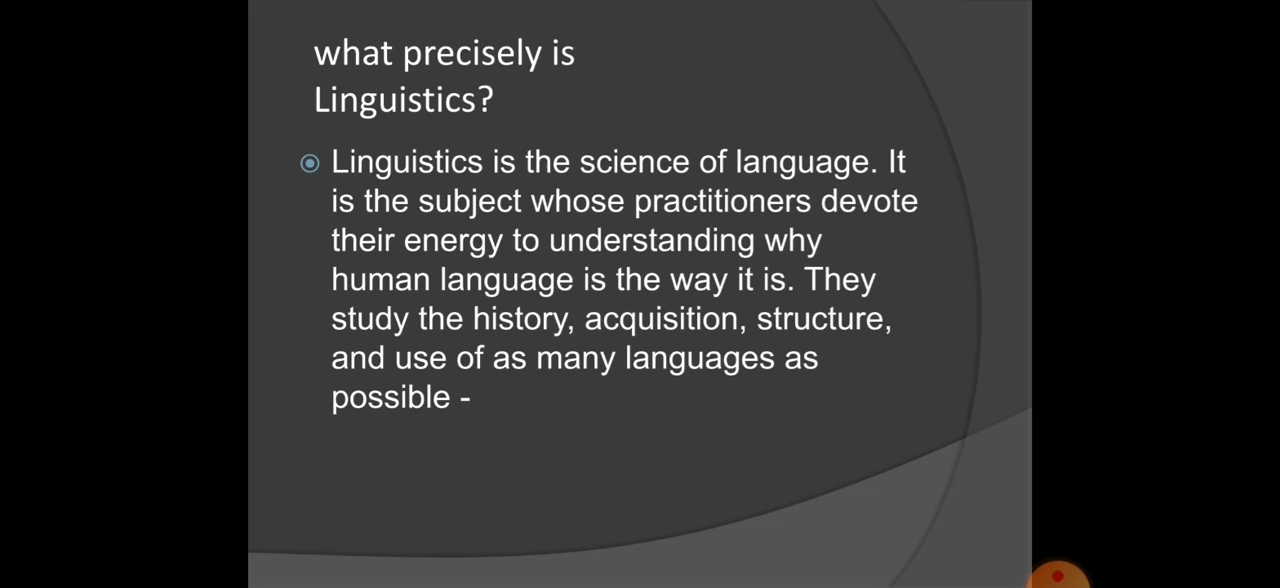 what precisely is
Linguistics?
Linguistics is the science of language. It
is the subject whose practitioners devote
their energy to understanding why
human language is the way it is. They
study the history, acquisition, structure,
and use of as many languages as
possible -